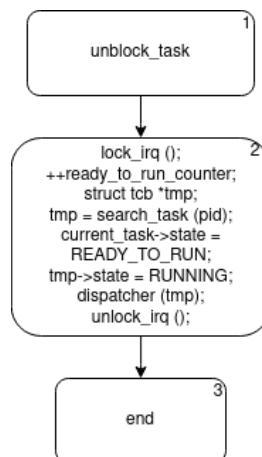 1
unblock_task
2
lock_irq ();
++ready_to_run_counter;
struct tcb *tmp;
tmp = search_task (pid);
current_task->state =
READY_TO_RUN;
tmp->state = RUNNING;
dispatcher (tmp);
unlock_irq ();
3
end